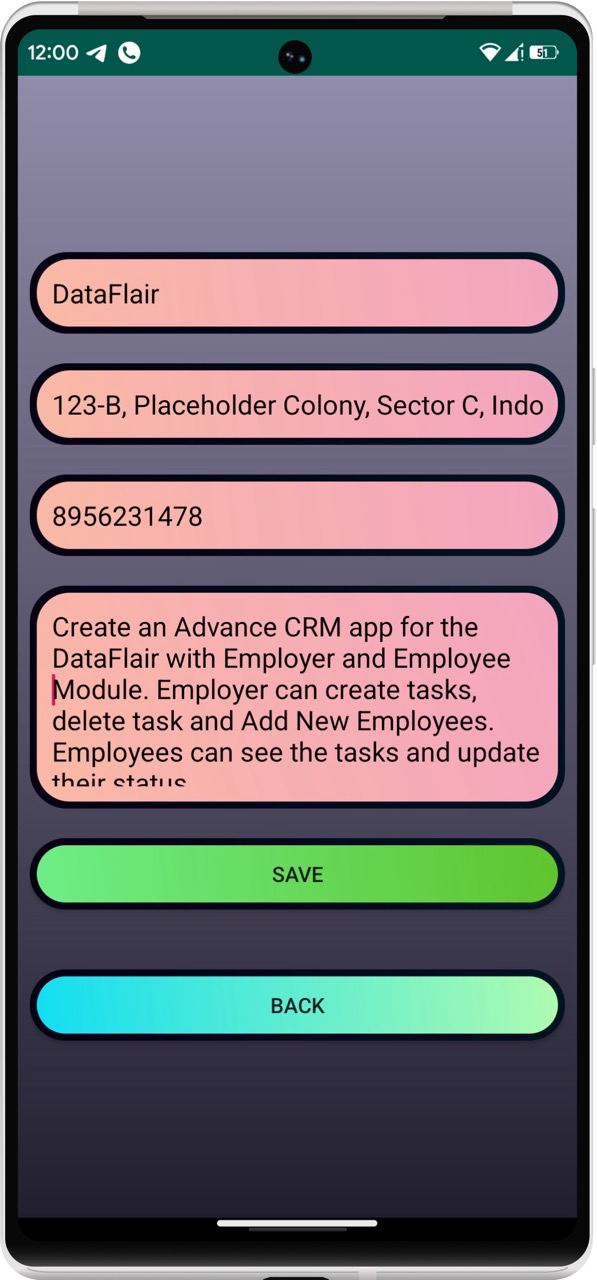 12:00
51
DataFlair
123-B, Placeholder Colony, Sector C, Indo
8956231478
Create an Advance CRM app for the
DataFlair with Employer and Employee
Module. Employer can create tasks,
delete task and Add New Employees.
Employees can see the tasks and update
their status
SAVE
BACK